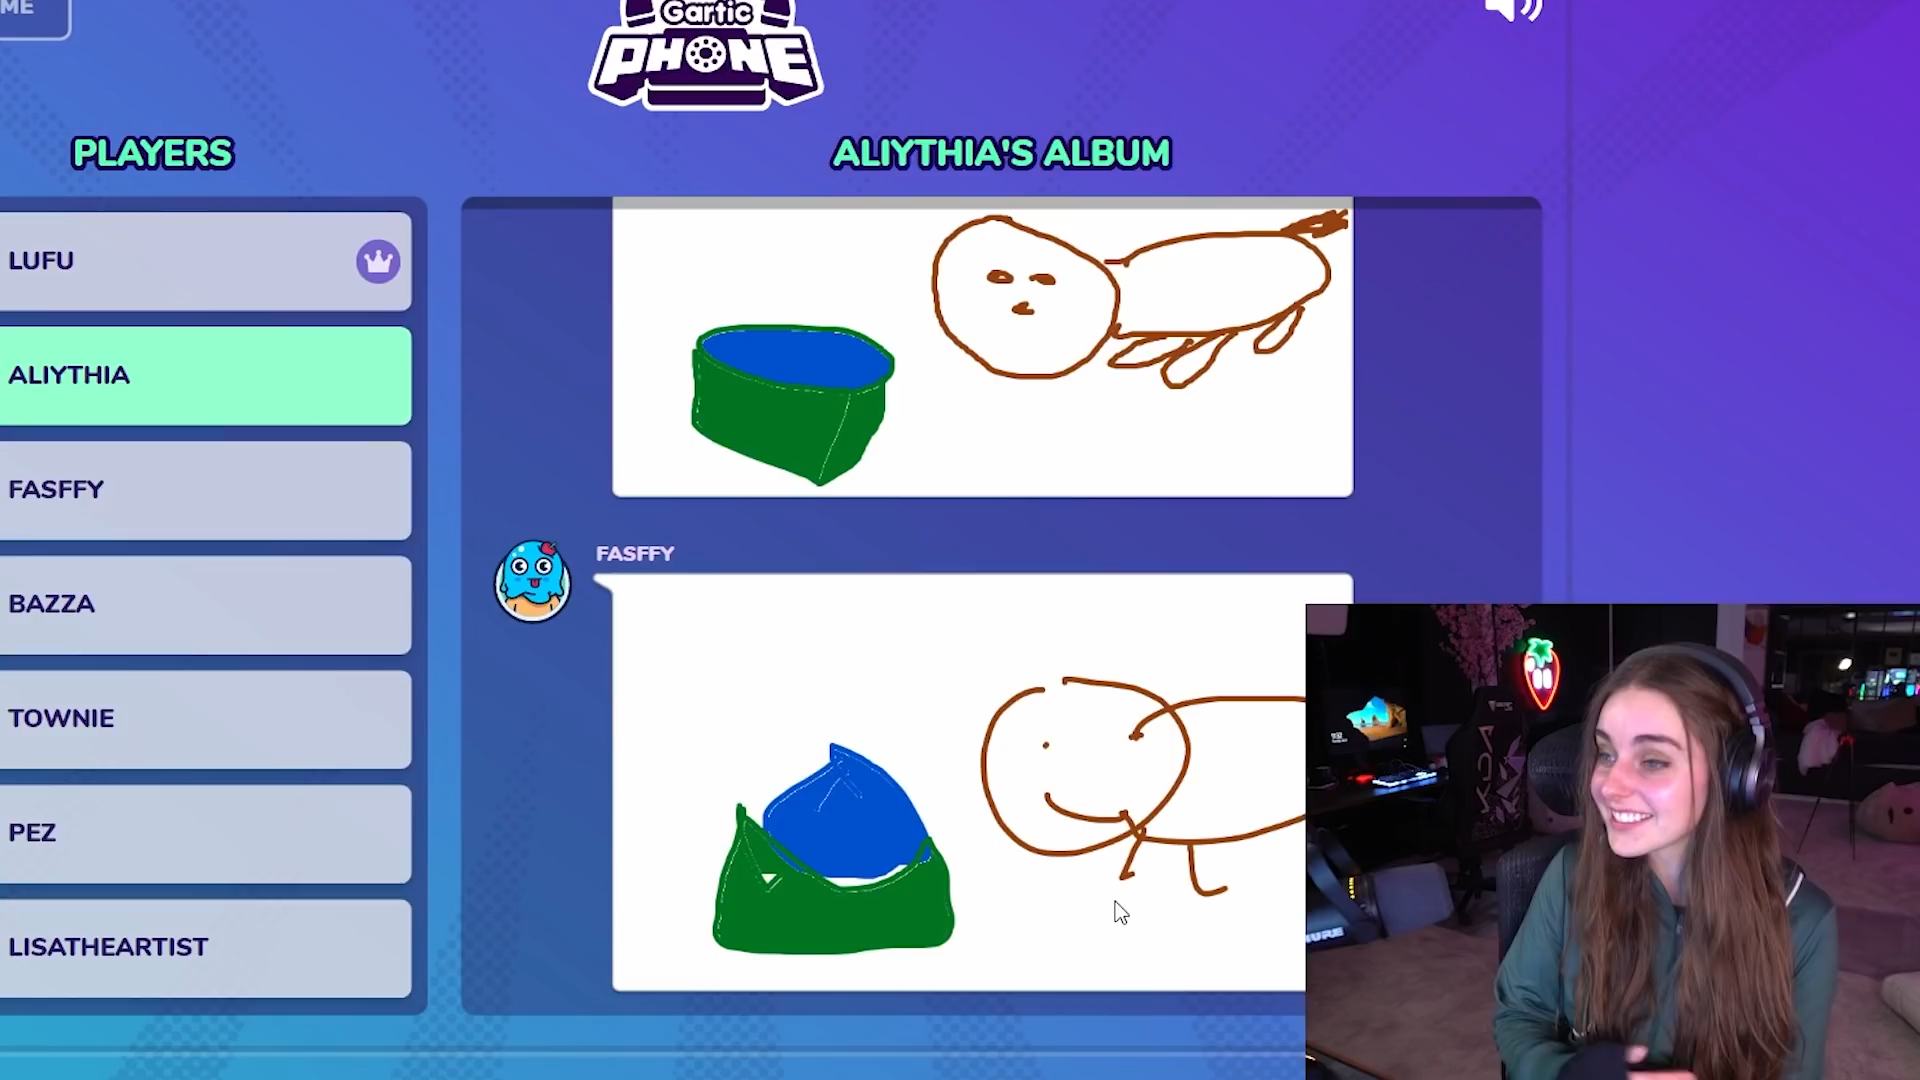 ME
Gartic
PHONE
PLAYERS
ALIYTHIA'S ALBUM
LUFU
ALIYTHIA
FASFFY
BAZZA
TOWNIE
PEZ
LISATHEARTIST
FASFFY